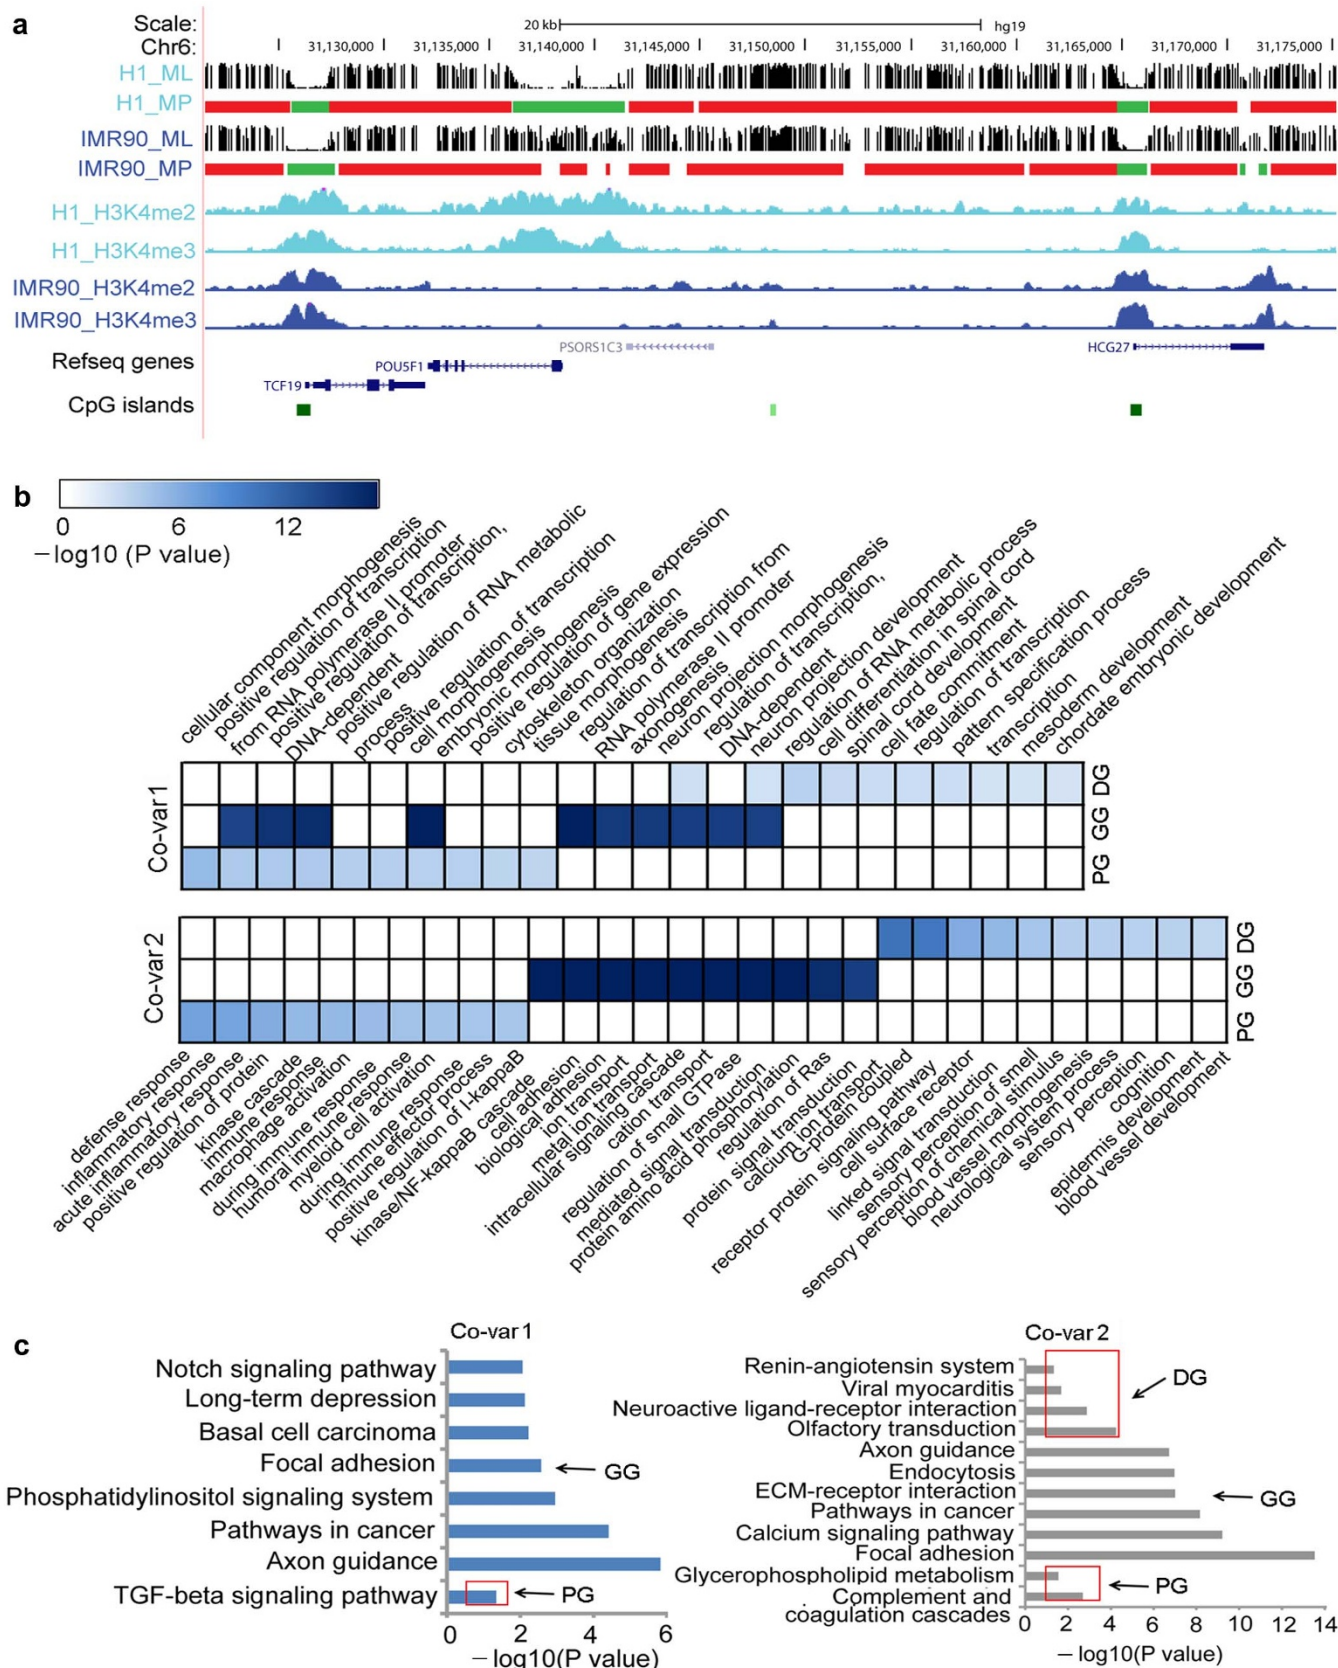 a
Scale:
20 kb
hg19
Chr6:
31,130,000
31,135,000
31,140,000
31,145,000
31,150,000
31,155,000
31,160,000
31,165,000
31,170,000
31,175,000
H1_ML
H1_MP
IMR90_ML
IMR90_MP
H1_H3K4me2
H1_H3K4me3
IMR90_H3K4me2
IMR90_H3K4me3
PSORS1C3
HCG27
Refseq genes
POU5F1
TCF19
CpG islands
b
0 6 12
–log10 (P value)
cellular component morphogenesis
positive regulation of transcription
from RNA polymerase II promoter
positive regulation of transcription,
DNA-dependent
positive regulation of RNA metabolic
process
positive regulation of transcription
cell morphogenesis
embryonic morphogenesis
positive regulation of gene expression
cytoskeleton organization
tissue morphogenesis
regulation of transcription from
RNA polymerase II promoter
axonogenesis
neuron projection morphogenesis
regulation of transcription,
DNA-dependent
neuron projection development
regulation of RNA metabolic process
cell differentiation in spinal cord
spinal cord development
cell fate commitment
regulation of transcription
pattern specification process
transcription
mesoderm development
chordate embryonic development
Co-var1
DG
GG
PG
Co-var 2
DG
GG
PG
defense response
inflammatory response
acute inflammatory response
positive regulation of protein
kinase cascade
immune response
macrophage activation
during immune response
humoral immune response
myeloid cell activation
during immune response
immune effector process
positive regulation of I-kappaB
kinase/NF-kappaB cascade
cell adhesion
biological adhesion
Ion transport
metal ion transport
intracellular signaling cascade
cation transport
regulation of small GTPase
mediated signal transduction
protein amino acid phosphorylation
regulation of Ras
protein signal transduction
calcium ion transport
G-protein coupled
receptor protein signaling pathway
cell surface receptor
linked signal transduction
sensory perception of smell
sensory perception of chemical stimulus
blood vessel morphogenesis
neurological system process
sensory perception
cognition
epidermis development
blood vessel development
c
Co-var 1
Notch signaling pathway
Long-term depression
Basal cell carcinoma
Focal adhesion
GG
Phosphatidylinositol signaling system
Pathways in cancer
Axon guidance
TGF-beta signaling pathway
PG
0 2 4 6
–log10(P value)
Co-var 2
Renin-angiotensin system
DG
Viral myocarditis
Neuroactive ligand-receptor interaction
Olfactory transduction
Axon guidance
Endocytosis
ECM-receptor interaction
GG
Pathways in cancer
Calcium signaling pathway
Focal adhesion
Glycerophospholipid metabolism
PG
Complement and
coagulation cascades
0 2 4 6 8 10 12 14
–log10(P value)